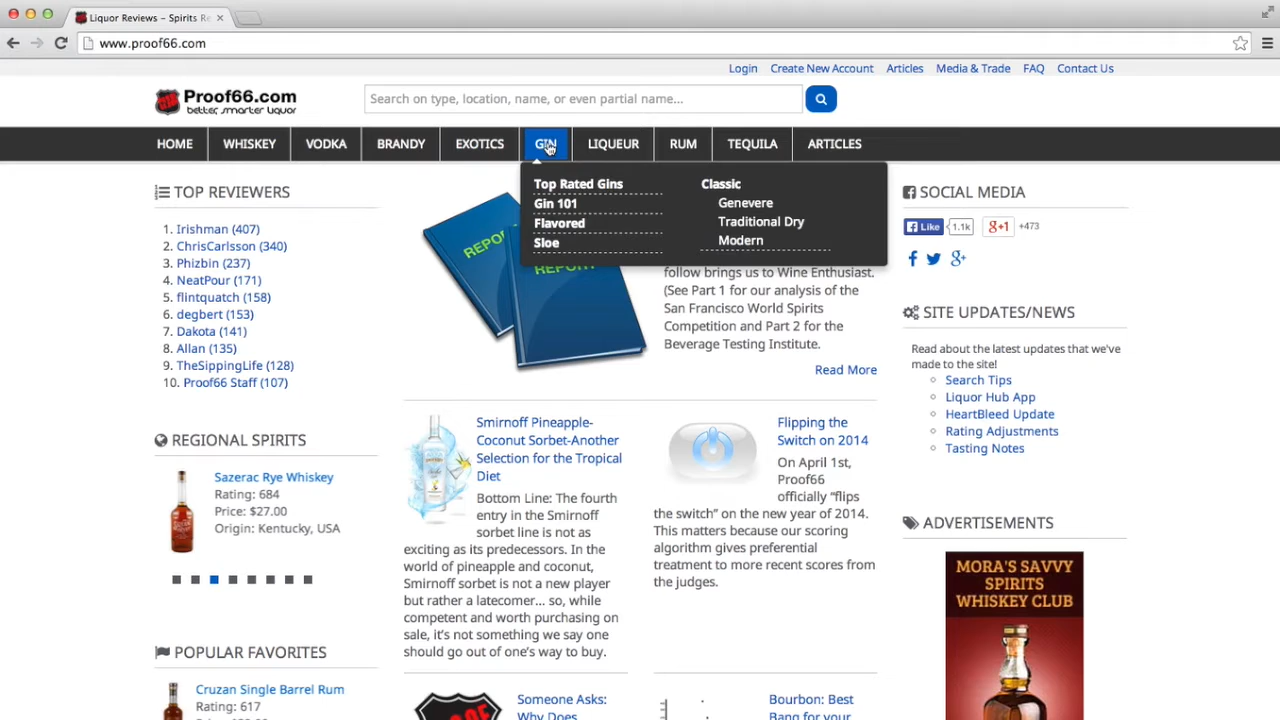 Liquor Reviews – Spirits Re
www.proof66.com
Login Create New Account Articles Media & Trade FAQ Contact Us
Proof66.com
better smarter liquor
Search on type, location, name, or even partial name...
HOME WHISKEY VODKA BRANDY EXOTICS GIN LIQUEUR RUM TEQUILA ARTICLES
Top Rated Gins
Gin 101
Flavored
Sloe
Classic
Genevere
Traditional Dry
Modern
TOP REVIEWERS
1. Irishman (407)
2. ChrisCarlsson (340)
3. Phizbin (237)
4. NeatPour (171)
5. flintquatch (158)
6. degbert (153)
7. Dakota (141)
8. Allan (135)
9. TheSippingLife (128)
10. Proof66 Staff (107)
REGIONAL SPIRITS
Sazerac Rye Whiskey
Rating: 684
Price: $27.00
Origin: Kentucky, USA
POPULAR FAVORITES
Cruzan Single Barrel Rum
Rating: 617
REPO
REPORT
follow brings us to Wine Enthusiast.
(See Part 1 for our analysis of the
San Francisco World Spirits
Competition and Part 2 for the
Beverage Testing Institute.
Read More
Smirnoff Pineapple-
Coconut Sorbet-Another
Selection for the Tropical
Diet
Bottom Line: The fourth
entry in the Smirnoff
sorbet line is not as
exciting as its predecessors. In the
world of pineapple and coconut,
Smirnoff sorbet is not a new player
but rather a latecomer... so, while
competent and worth purchasing on
sale, it's not something we say one
should go out of one's way to buy.
Flipping the
Switch on 2014
On April 1st,
Proof66
officially “flips
the switch” on the new year of 2014.
This matters because our scoring
algorithm gives preferential
treatment to more recent scores from
the judges.
Someone Asks:
Why Does
Bourbon: Best
Bang for your
SOCIAL MEDIA
Like 1.1k g+1 +473
SITE UPDATES/NEWS
Read about the latest updates that we've
made to the site!
Search Tips
Liquor Hub App
HeartBleed Update
Rating Adjustments
Tasting Notes
ADVERTISEMENTS
MORA'S SAVVY
SPIRITS
WHISKEY CLUB